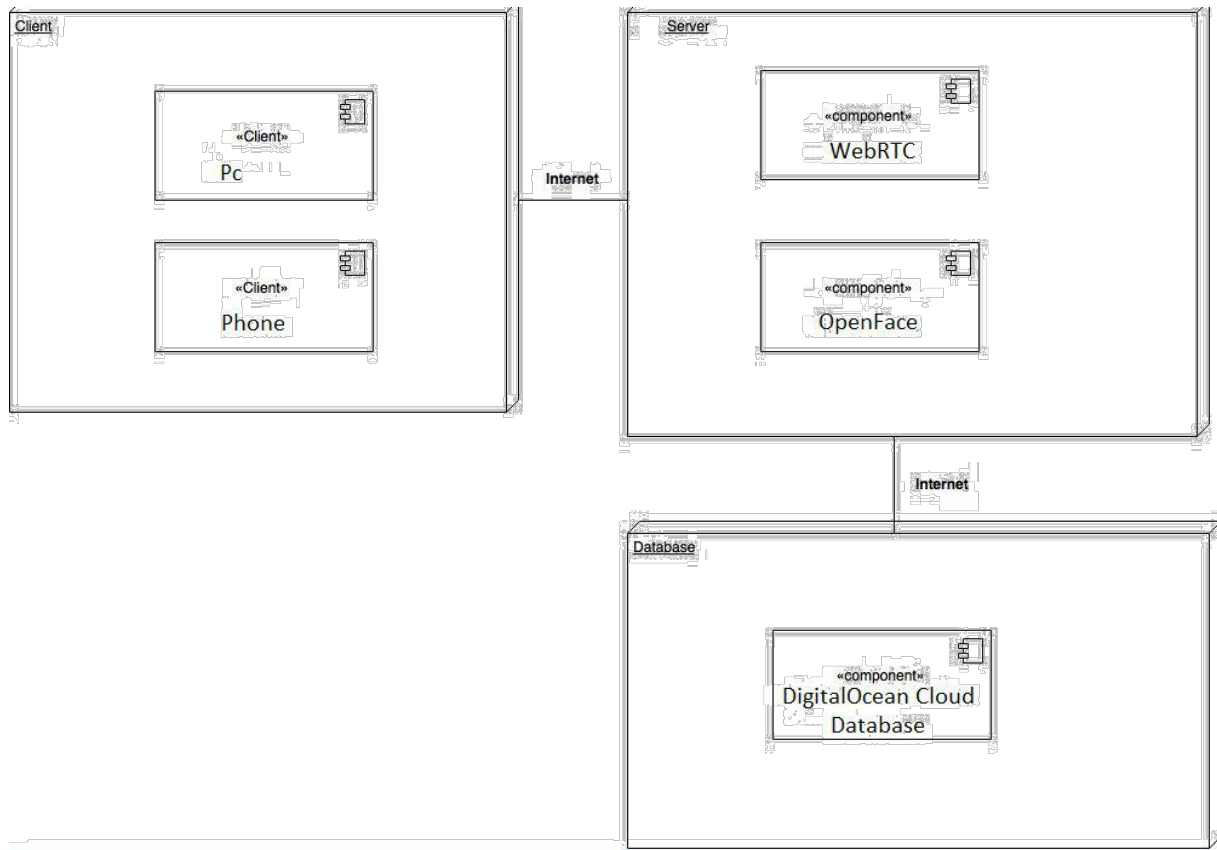 Client
«Client»
Pc
«Client»
Phone
Internet
Server
«component»
WebRTC
«component»
OpenFace
Internet
Database
«component»
DigitalOcean Cloud
Database